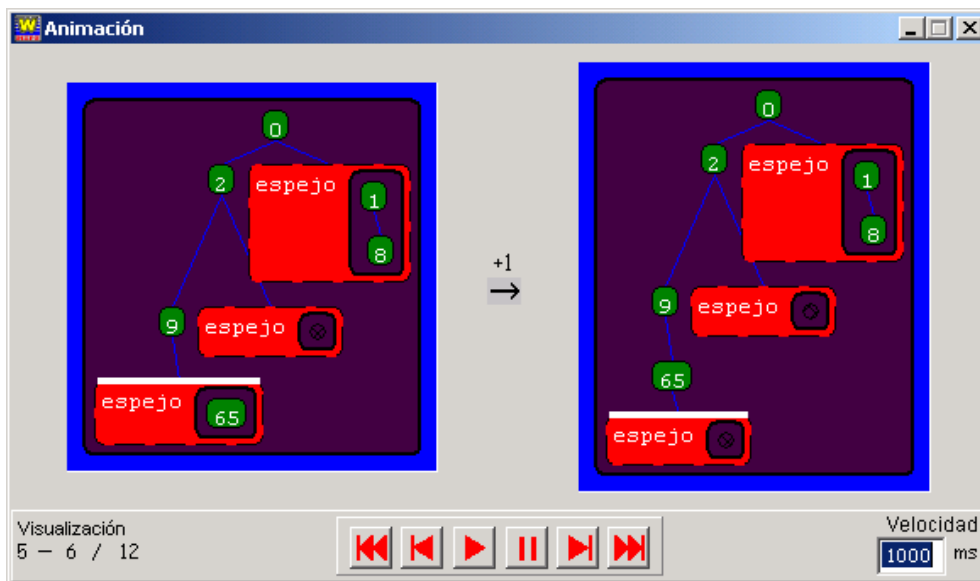 Animación
0
2
espejo
1
8
9
espejo
espejo
65
+1
→
0
2
espejo
1
8
9
espejo
65
espejo
Visualización
5 - 6 / 12
Velocidad
1000 ms